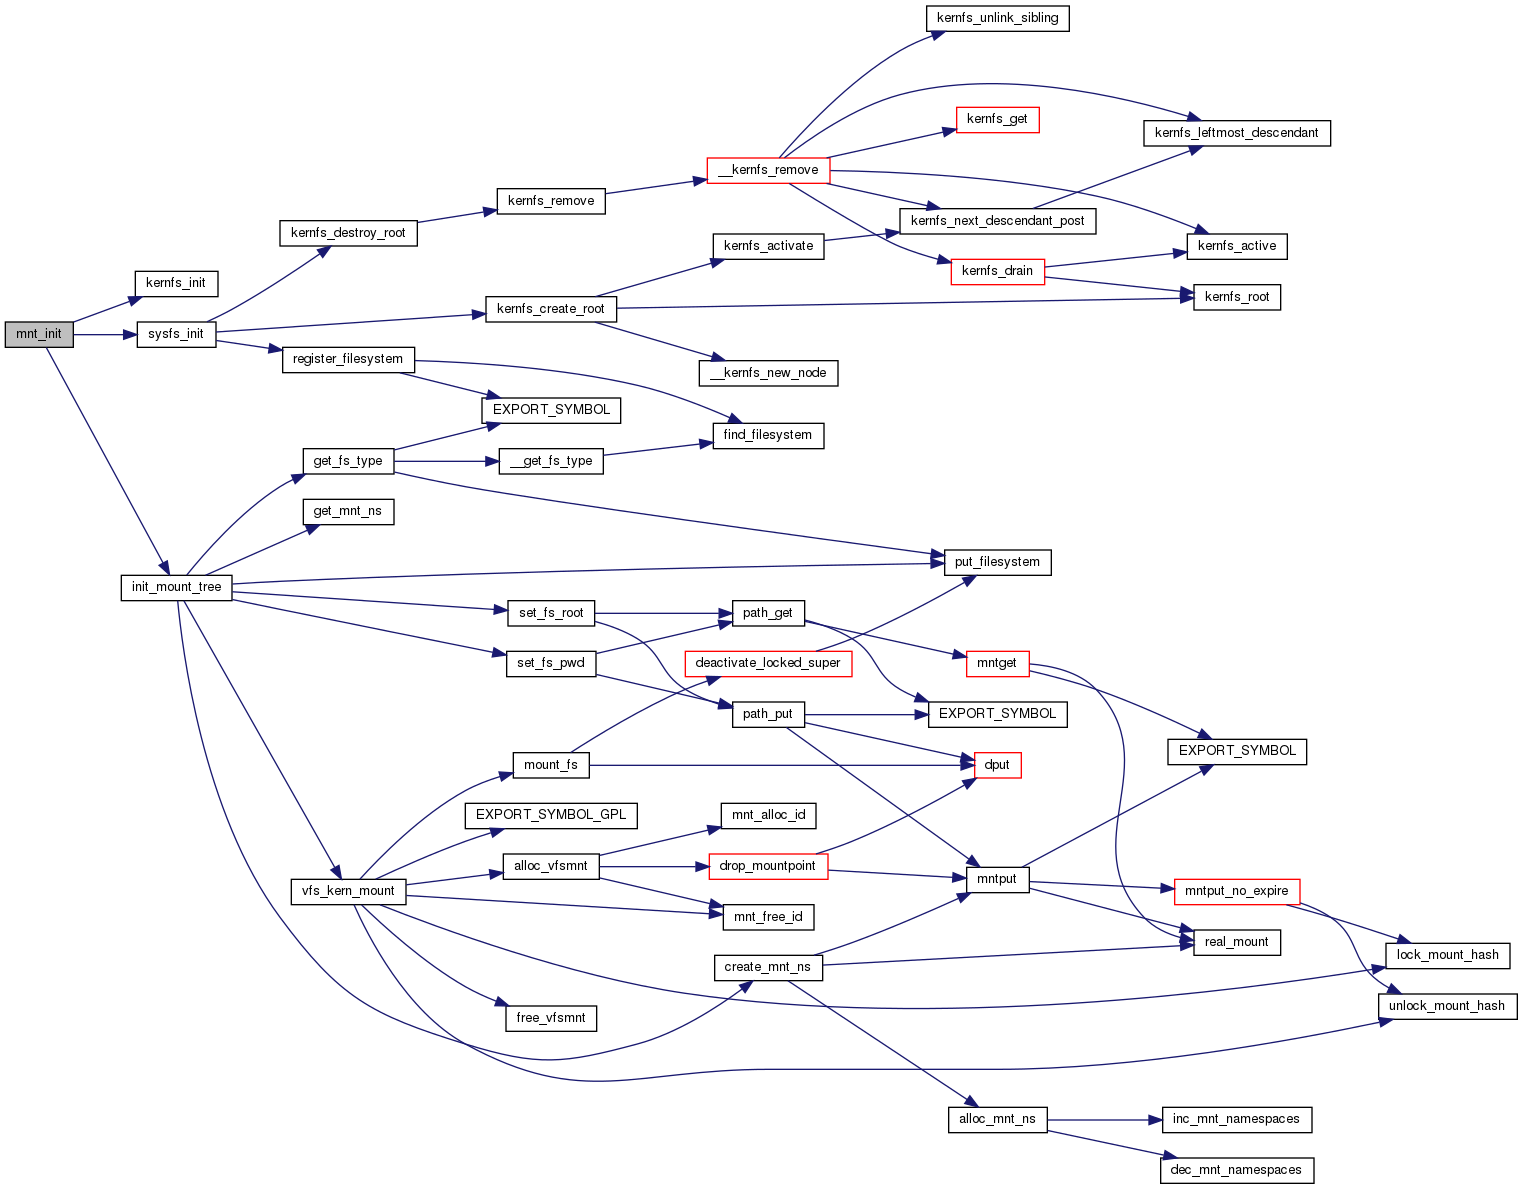 kernfs_unlink_sibling
kernfs_get
kernfs_leftmost_descendant
__kernfs_remove
kernfs_remove
kernfs_next_descendant_post
kernfs_destroy_root
kernfs_activate
kernfs_active
kernfs_drain
kernfs_init
kernfs_root
kernfs_create_root
mnt_init
sysfs_init
register_filesystem
__kernfs_new_node
EXPORT_SYMBOL
find_filesystem
get_fs_type
__get_fs_type
get_mnt_ns
put_filesystem
init_mount_tree
set_fs_root
path_get
set_fs_pwd
deactivate_locked_super
mntget
path_put
EXPORT_SYMBOL
EXPORT_SYMBOL
mount_fs
dput
EXPORT_SYMBOL_GPL
mnt_alloc_id
alloc_vfsmnt
drop_mountpoint
mntput
vfs_kern_mount
mntput_no_expire
mnt_free_id
real_mount
lock_mount_hash
create_mnt_ns
unlock_mount_hash
free_vfsmnt
alloc_mnt_ns
inc_mnt_namespaces
dec_mnt_namespaces